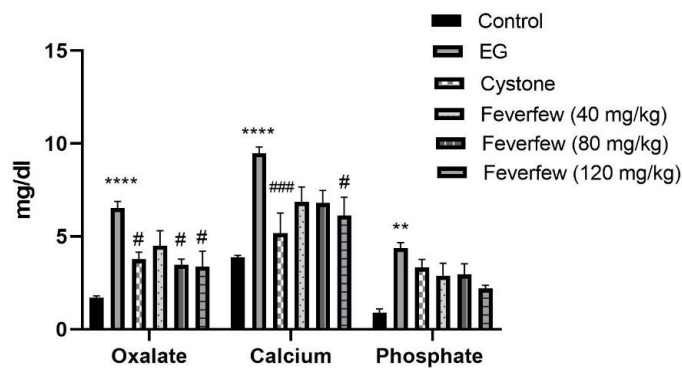 Control
EG
Cystone
Feverfew (40 mg/kg)
Feverfew (80 mg/kg)
Feverfew (120 mg/kg)
mg/dl
15
10
5
0
****
#
#
#
****
###
#
**
Oxalate Calcium Phosphate